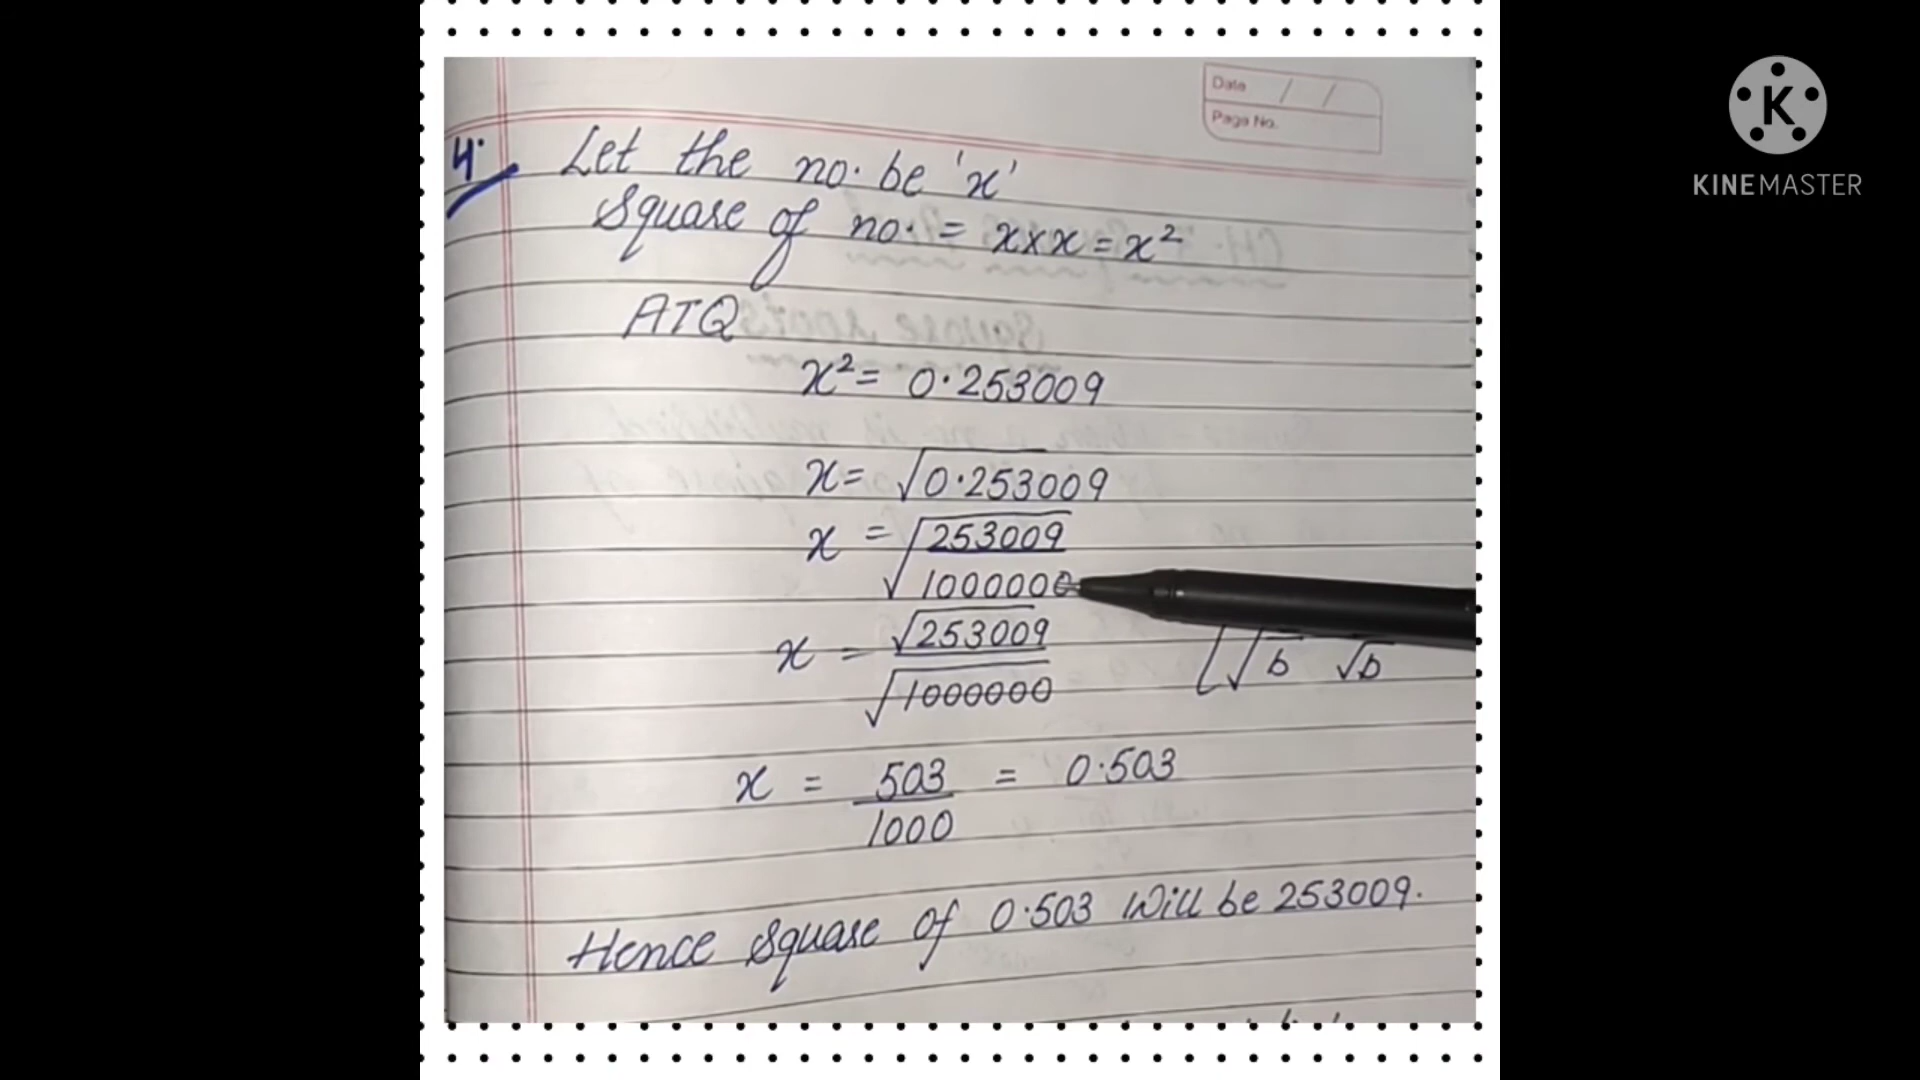 Date / /
Page No.
4. Let the no. be 'x'
Square of no. = x×x = x²
ATQ
x² = 0.253009
x = √0.253009
x = √253009/1000000
x = √253009/√1000000
[√b √b
x = 503/1000 = 0.503
Hence square of 0.503 will be 253009.
K
KINEMASTER